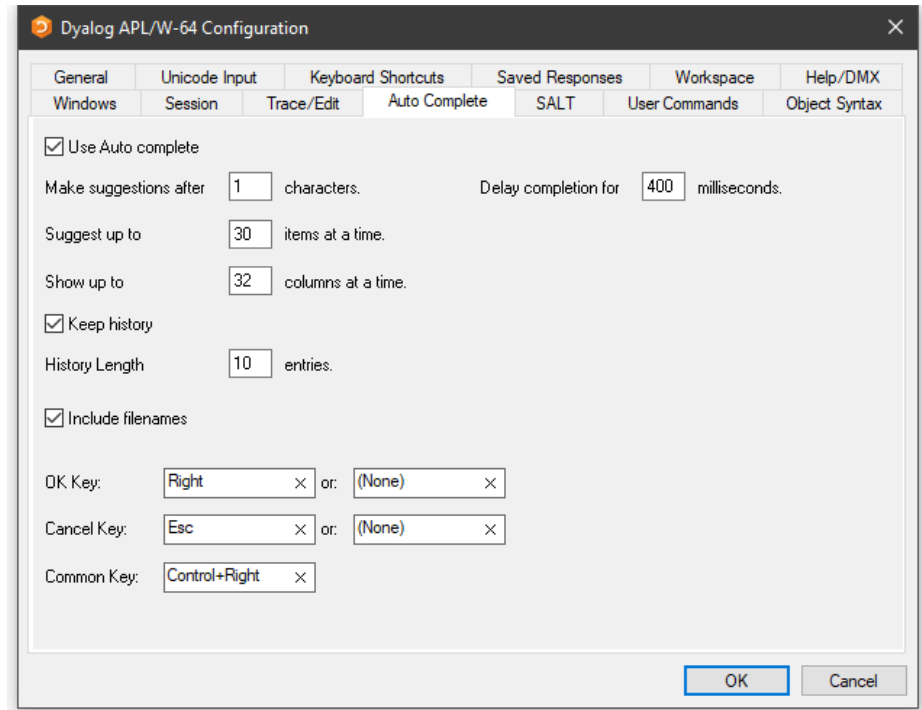 Dyalog APL/W-64 Configuration
General Unicode Input Keyboard Shortcuts Saved Responses Workspace Help/DMX
Windows Session Trace/Edit Auto Complete SALT User Commands Object Syntax
Use Auto complete
Make suggestions after 1 characters. Delay completion for 400 milliseconds.
Suggest up to 30 items at a time.
Show up to 32 columns at a time.
Keep history
History Length 10 entries.
Include filenames
OK Key: Right or: (None)
Cancel Key: Esc or: (None)
Common Key: Control+Right
OK Cancel